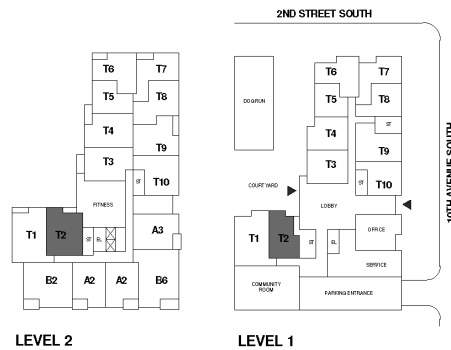 2ND STREET SOUTH
T6 T7
T5 T8
T4
T9
T3
ST T10
FITNESS
A3
T1 T2 ST EL
B2 A2 A2 B6
LEVEL 2
T6 T7
DOGRUN T5 T8
ST
T4
T9
T3
ST T10
COURT YARD
LOBBY
T1 T2 ST EL OFFICE
SERVICE
COMMUNITY
ROOM
PARKING ENTRANCE
LEVEL 1
10TH AVENUE SOUTH